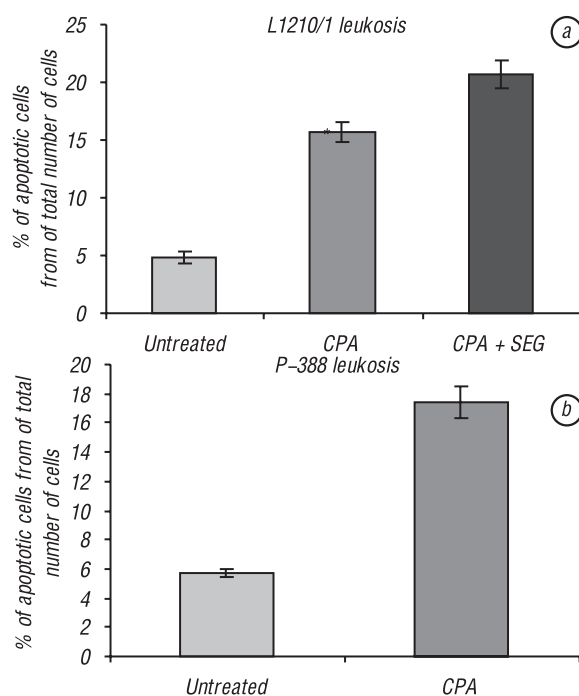 L1210/1 leukosis
a
% of apoptotic cells
from of total number of cells
25
20
15
10
5
0
*
Untreated CPA CPA + SEG
P–388 leukosis
b
% of apoptotic cells from of total
number of cells
20
18
16
14
12
10
8
6
4
2
0
Untreated CPA